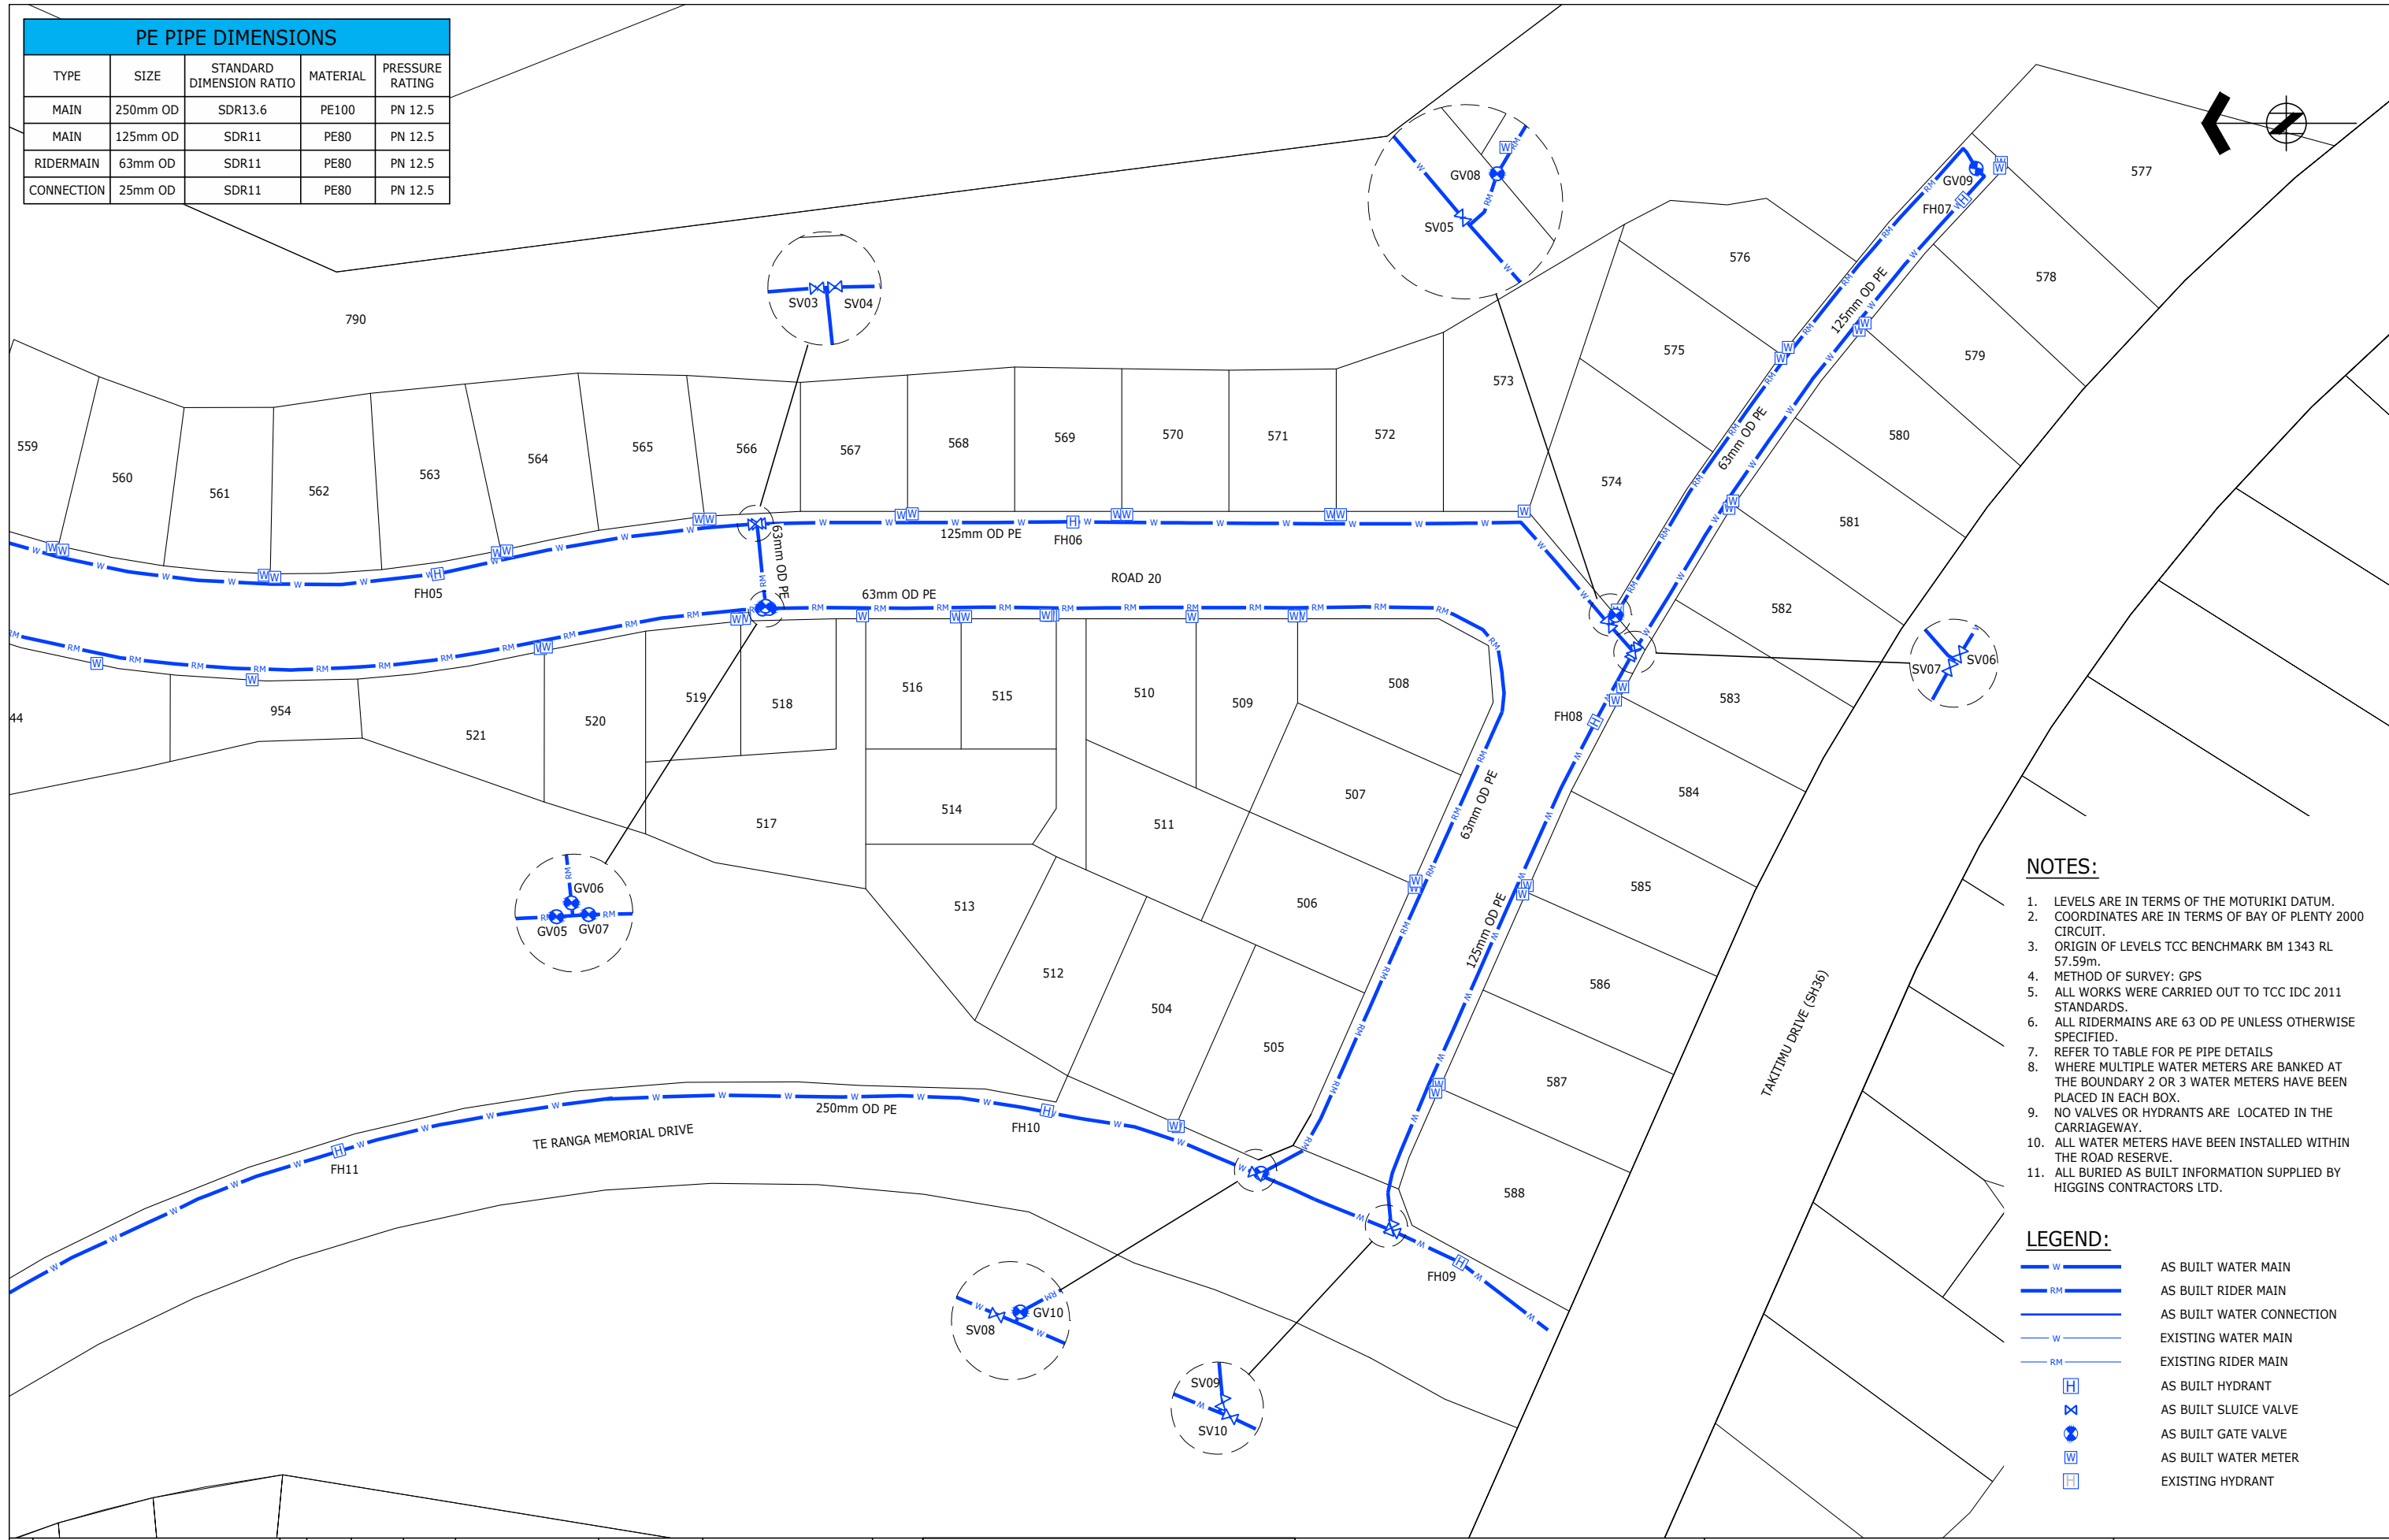 PE PIPE DIMENSIONS
TYPE SIZE STANDARD DIMENSION RATIO MATERIAL PRESSURE RATING
MAIN 250mm OD SDR13.6 PE100 PN 12.5
MAIN 125mm OD SDR11 PE80 PN 12.5
RIDERMAIN 63mm OD SDR11 PE80 PN 12.5
CONNECTION 25mm OD SDR11 PE80 PN 12.5
790
SV03 SV04
GV08
SV05
GV09
FH07
577
578
576
575
579
580
581
582
574
573
125mm OD PE
63mm OD PE
559
560
561
562
563
564
565
566
567
568
569
570
571
572
FH05
63mm OD PE
125mm OD PE
FH06
ROAD 20
63mm OD PE
SV07 SV06
44
954
521
520
519
518
516
515
510
509
508
FH08
583
584
585
586
587
588
517
514
511
507
506
513
512
504
505
63mm OD PE
125mm OD PE
GV06
GV05 GV07
TAKITIMU DRIVE (SH36)
250mm OD PE
TE RANGA MEMORIAL DRIVE
FH10
FH11
FH09
SV08 GV10
SV09
SV10
NOTES:
1. LEVELS ARE IN TERMS OF THE MOTURIKI DATUM.
2. COORDINATES ARE IN TERMS OF BAY OF PLENTY 2000
CIRCUIT.
3. ORIGIN OF LEVELS TCC BENCHMARK BM 1343 RL
57.59m.
4. METHOD OF SURVEY: GPS
5. ALL WORKS WERE CARRIED OUT TO TCC IDC 2011
STANDARDS.
6. ALL RIDERMAINS ARE 63 OD PE UNLESS OTHERWISE
SPECIFIED.
7. REFER TO TABLE FOR PE PIPE DETAILS
8. WHERE MULTIPLE WATER METERS ARE BANKED AT
THE BOUNDARY 2 OR 3 WATER METERS HAVE BEEN
PLACED IN EACH BOX.
9. NO VALVES OR HYDRANTS ARE LOCATED IN THE
CARRIAGEWAY.
10. ALL WATER METERS HAVE BEEN INSTALLED WITHIN
THE ROAD RESERVE.
11. ALL BURIED AS BUILT INFORMATION SUPPLIED BY
HIGGINS CONTRACTORS LTD.
LEGEND:
W AS BUILT WATER MAIN
RM AS BUILT RIDER MAIN
AS BUILT WATER CONNECTION
W EXISTING WATER MAIN
RM EXISTING RIDER MAIN
H AS BUILT HYDRANT
AS BUILT SLUICE VALVE
AS BUILT GATE VALVE
W AS BUILT WATER METER
H EXISTING HYDRANT